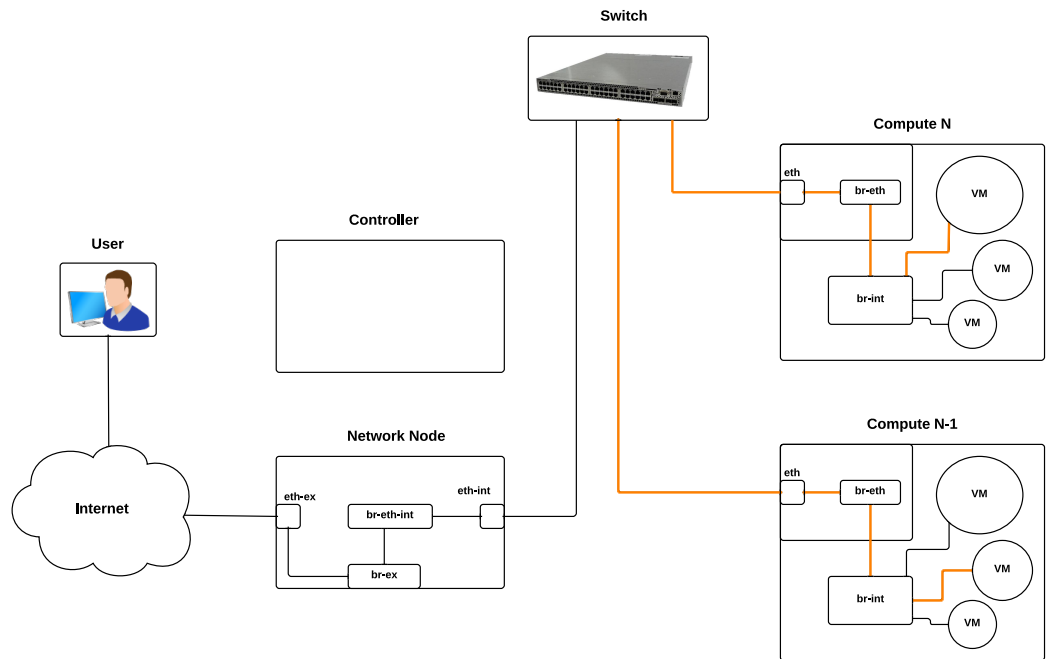 Switch
Compute N
eth
br-eth
VM
VM
br-int
VM
Controller
User
Compute N-1
Network Node
eth
br-eth
VM
eth-ex
eth-int
Internet
br-eth-int
br-ex
VM
br-int
VM